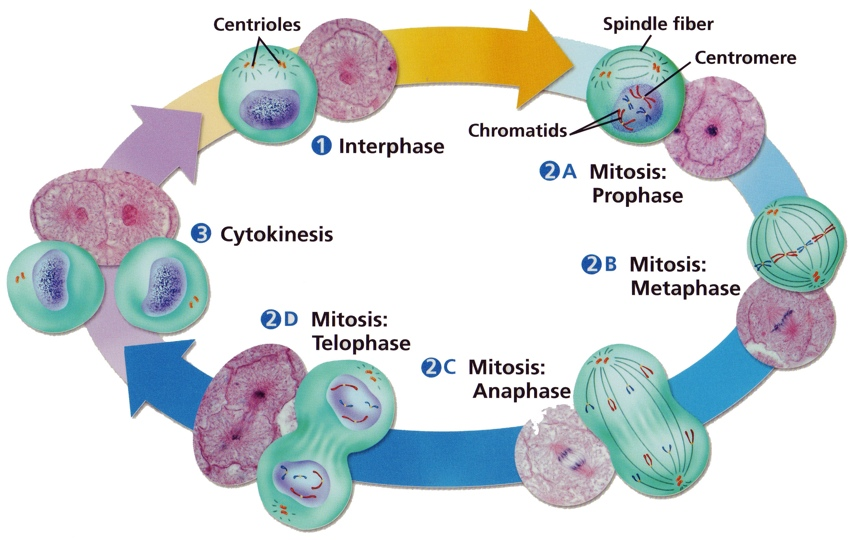 Centrioles
1 Interphase
Spindle fiber
Centromere
Chromatids
2A Mitosis:
Prophase
2B Mitosis:
Metaphase
2C Mitosis:
Anaphase
2D Mitosis:
Telophase
3 Cytokinesis